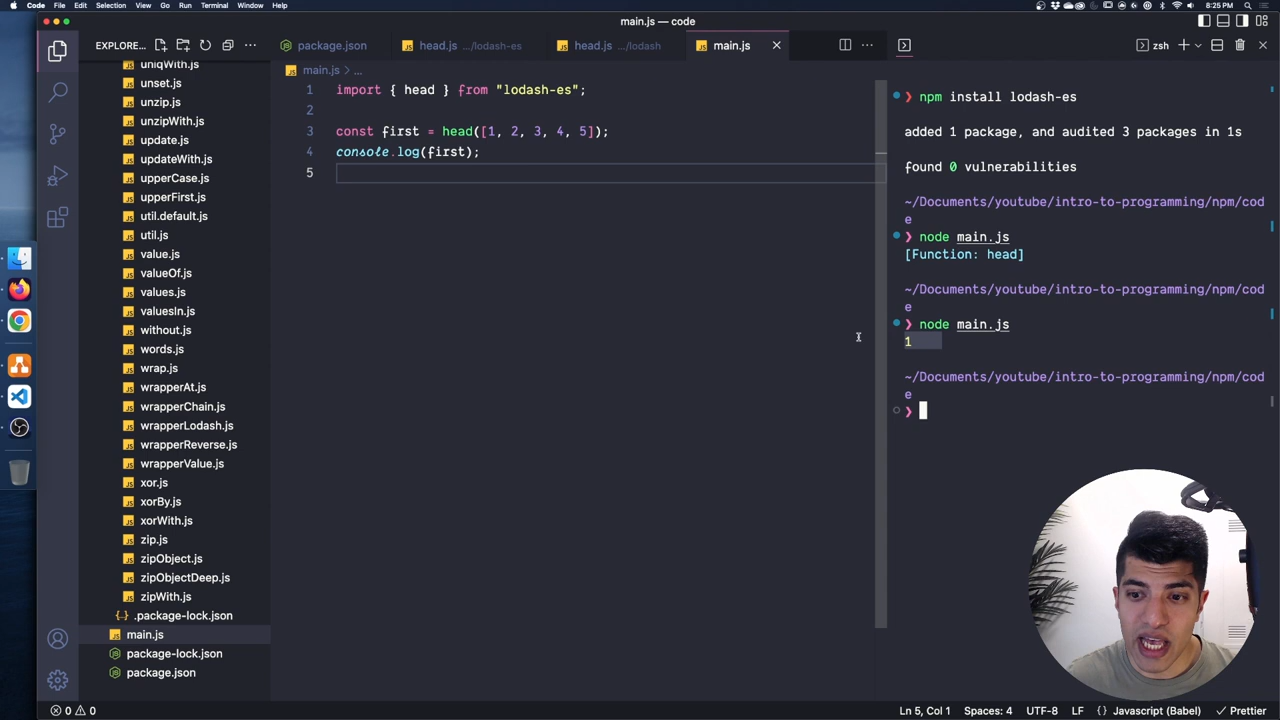 Code File Edit Selection View Go Run Terminal Window Help 8:25 PM
main.js — code
EXPLORE...
package.json
head.js .../lodash-es
head.js .../lodash
main.js
zsh
main.js > ...
uniqWith.js
unset.js
unzip.js
unzipWith.js
update.js
updateWith.js
upperCase.js
upperFirst.js
util.default.js
util.js
value.js
valueOf.js
values.js
valuesIn.js
without.js
words.js
wrap.js
wrapperAt.js
wrapperChain.js
wrapperLodash.js
wrapperReverse.js
wrapperValue.js
xor.js
xorBy.js
xorWith.js
zip.js
zipObject.js
zipObjectDeep.js
zipWith.js
.package-lock.json
main.js
package-lock.json
package.json
1 import { head } from "lodash-es";
2
3 const first = head([1, 2, 3, 4, 5]);
4 console.log(first);
5
❯ npm install lodash-es
added 1 package, and audited 3 packages in 1s
found 0 vulnerabilities
~/Documents/youtube/intro-to-programming/npm/cod
e
❯ node main.js
[Function: head]
~/Documents/youtube/intro-to-programming/npm/cod
e
❯ node main.js
1
~/Documents/youtube/intro-to-programming/npm/cod
e
❯
0 0
Ln 5, Col 1 Spaces: 4 UTF-8 LF {} Javascript (Babel) Prettier